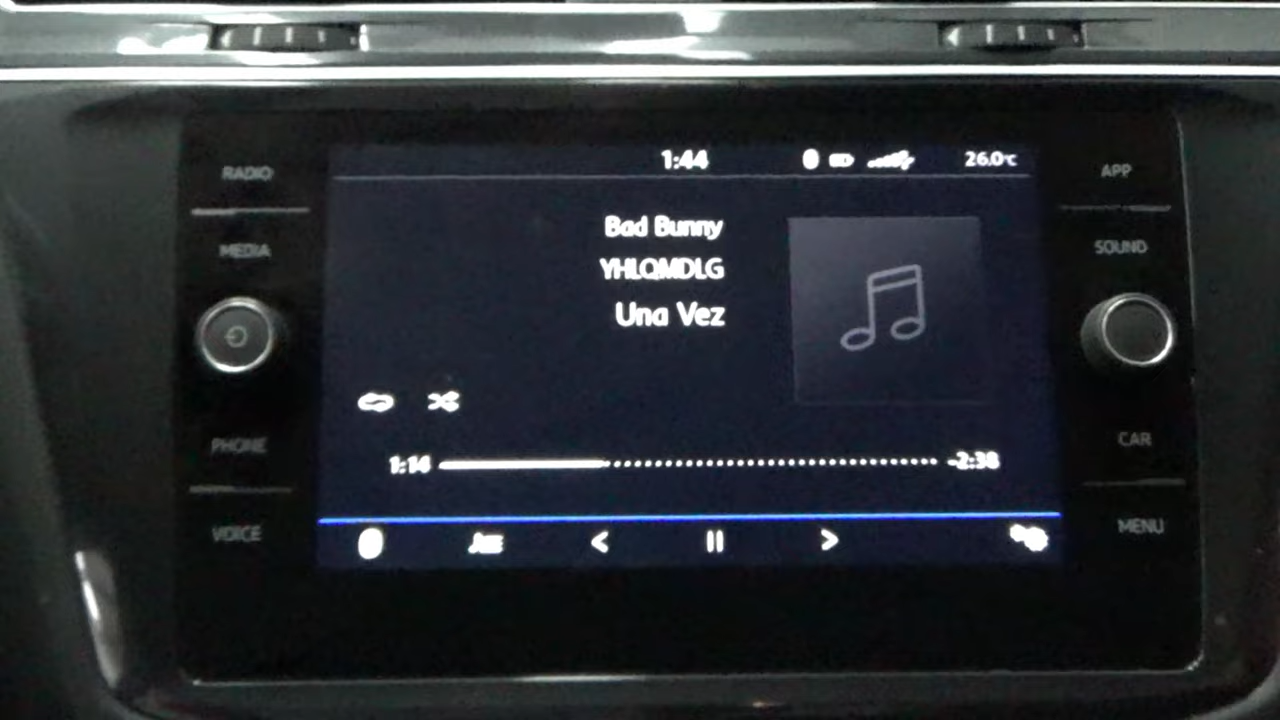 1:44 26.0°C
RADIO
APP
MEDIA
SOUND
Bad Bunny
YHLQMDLG
Una Vez
PHONE
CAR
1:14 -2:38
VOICE
MENU